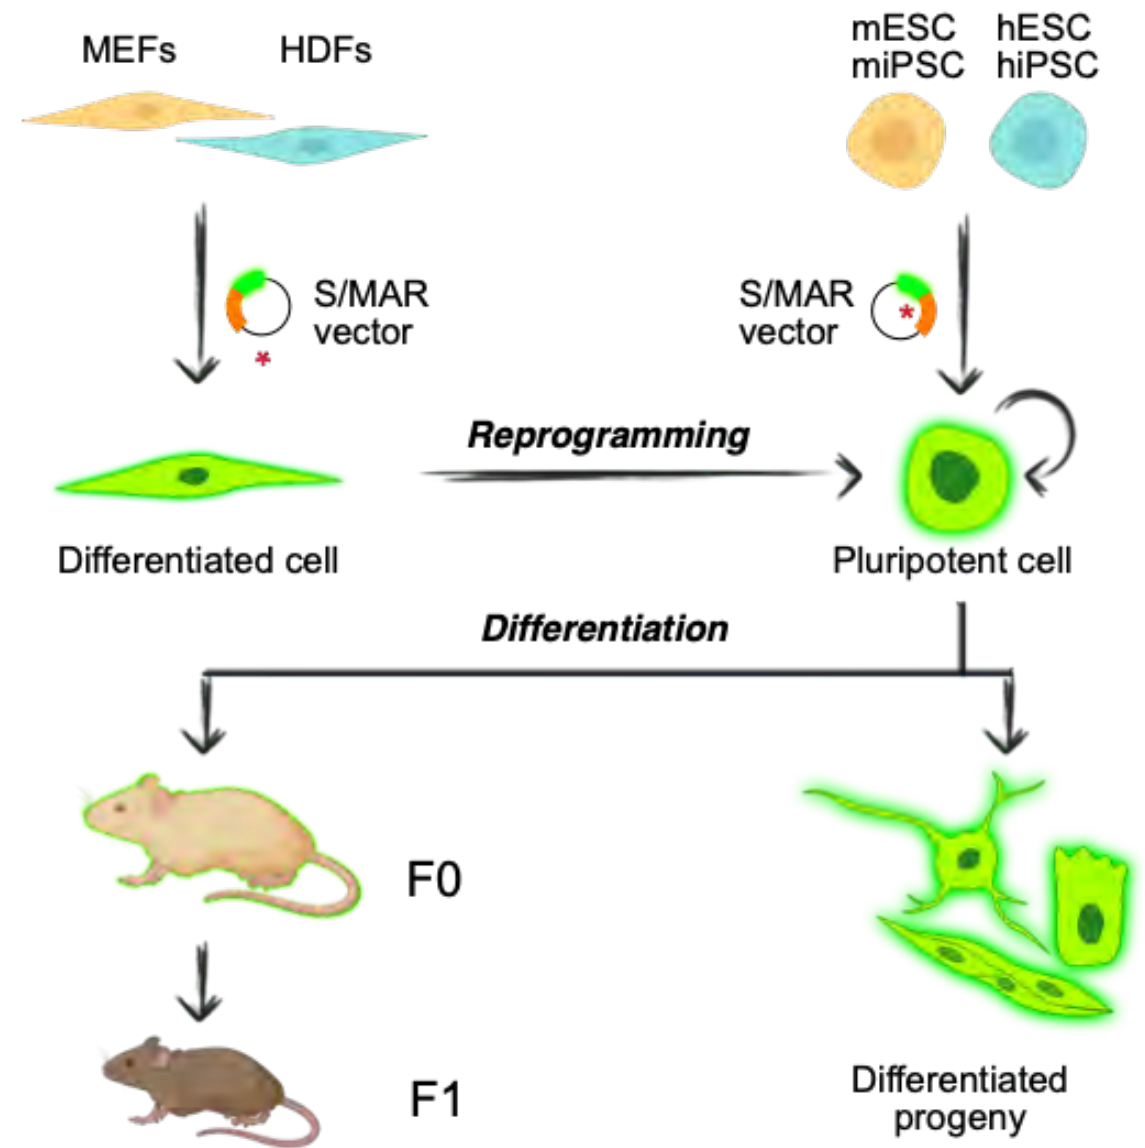 MEFs
HDFs
mESC
miPSC
hESC
hiPSC
S/MAR
vector
*
S/MAR
vector
*
Reprogramming
Differentiated cell
Pluripotent cell
Differentiation
F0
F1
Differentiated
progeny